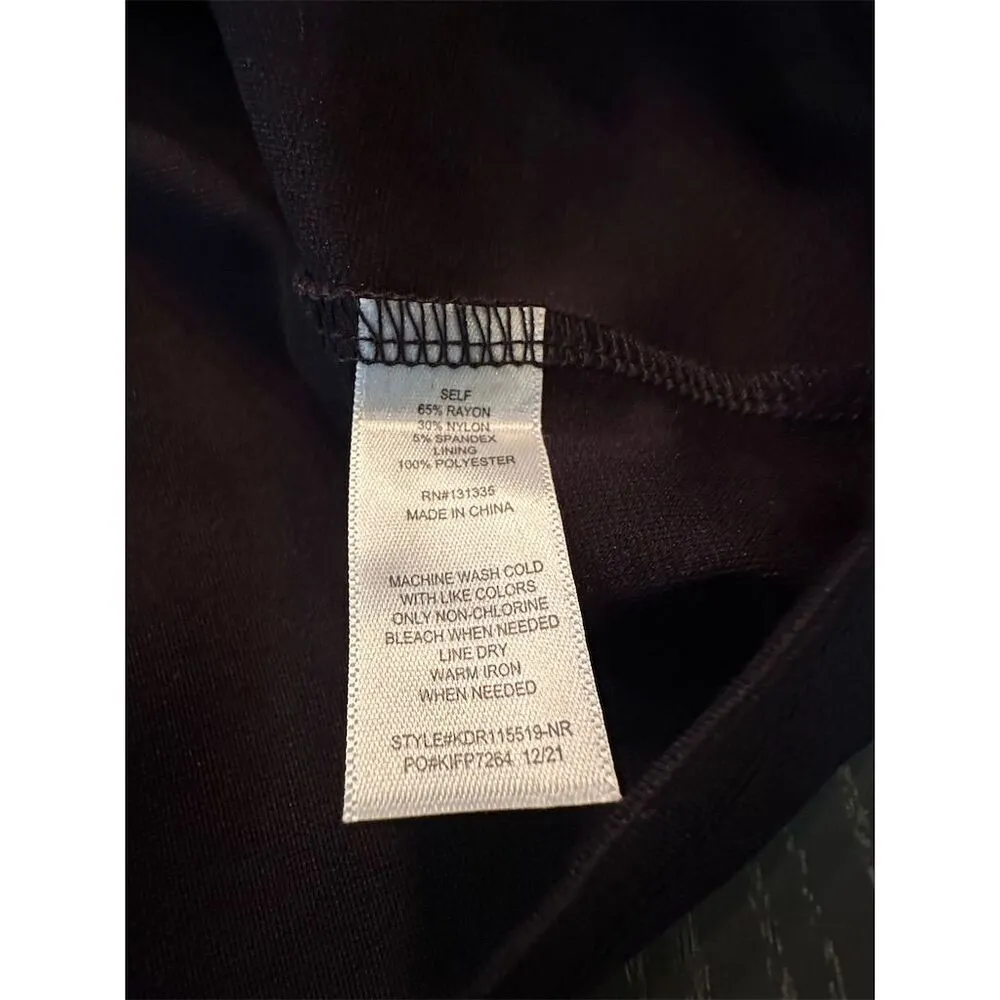 SELF
65% RAYON
30% NYLON
5% SPANDEX
LINING
100% POLYESTER
RN#131335
MADE IN CHINA
MACHINE WASH COLD
WITH LIKE COLORS
ONLY NON-CHLORINE
BLEACH WHEN NEEDED
LINE DRY
WARM IRON
WHEN NEEDED
STYLE#KDR115519-NR
PO#KIFP7264 12/21